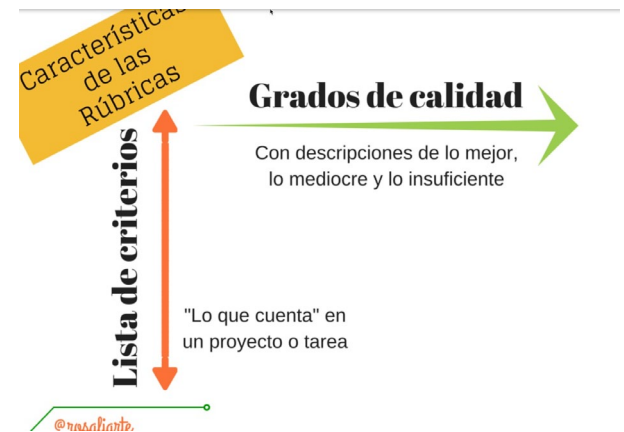 Características
de las
Rúbricas
Grados de calidad
Con descripciones de lo mejor,
lo mediocre y lo insuficiente
Lista de criterios
"Lo que cuenta" en
un proyecto o tarea
@rosaliarte